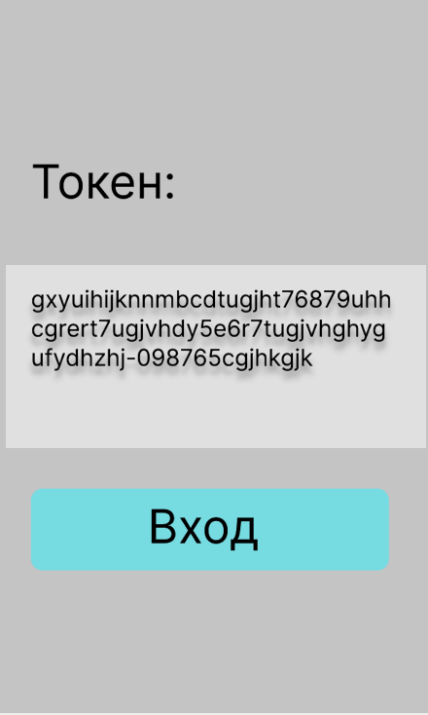 Токен:
gxyuihijknnmbcdtugjht76879uhh
cgrert7ugjvhdy5e6r7tugjvhghyg
ufydhzhj-098765cgjhkgjk
Вход